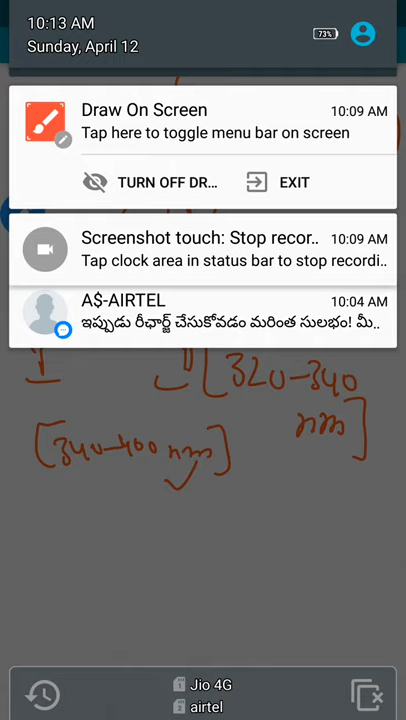 10:13 AM
Sunday, April 12
73%
Draw On Screen
10:09 AM
Tap here to toggle menu bar on screen
TURN OFF DR...
EXIT
Screenshot touch: Stop recor..
10:09 AM
Tap clock area in status bar to stop recordi..
A$-AIRTEL
10:04 AM
ఇప్పుడు రీఛార్జ్ చేసుకోవడం మరింత సులభం! మీ..
II [320-340
nm]
[340-400 nm]
1 Jio 4G
2 airtel